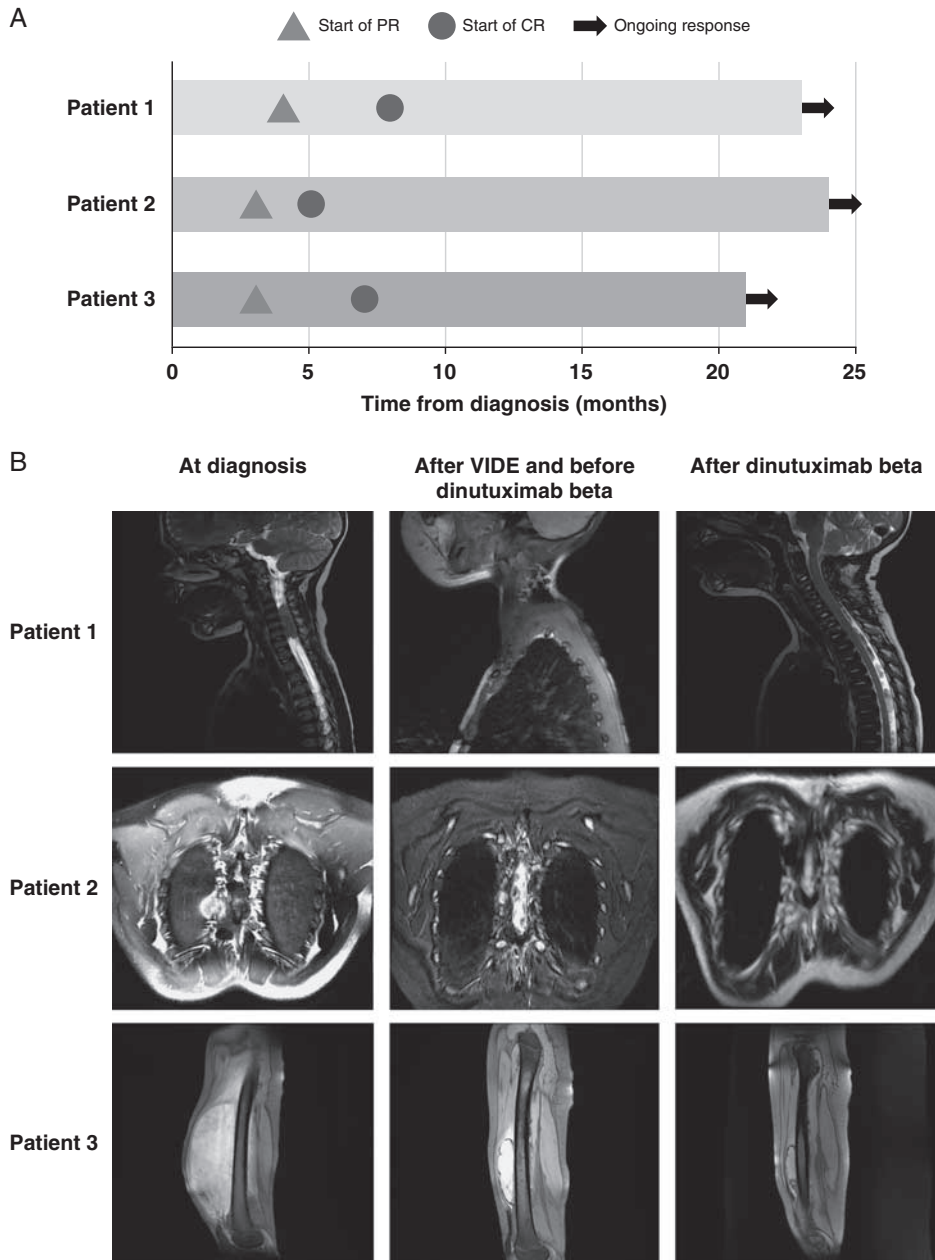 A
Start of PR Start of CR Ongoing response
Patient 1
Patient 2
Patient 3
0 5 10 15 20 25
Time from diagnosis (months)
B
At diagnosis After VIDE and before After dinutuximab beta
dinutuximab beta
Patient 1
Patient 2
Patient 3